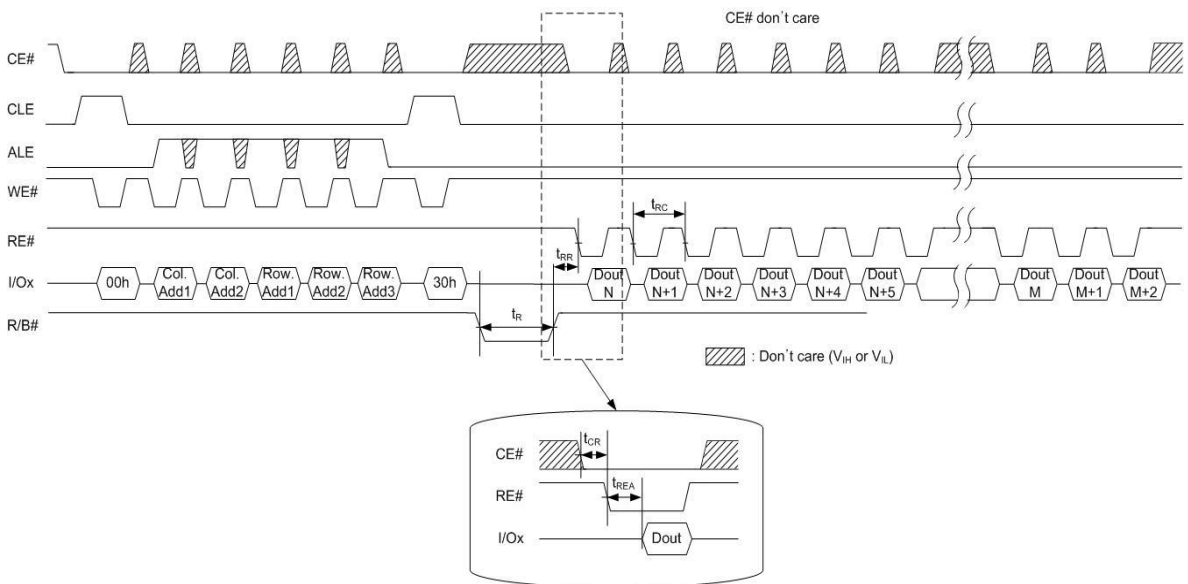 CE# don´t care
CE#
CLE
ALE
WE#
RE#
tRC
tRR
I/Ox
00h
Col. Add1
Col. Add2
Row. Add1
Row. Add2
Row. Add3
30h
Dout N
Dout N+1
Dout N+2
Dout N+3
Dout N+4
Dout N+5
Dout M
Dout M+1
Dout M+2
R/B#
tR
: Don´t care (VIH or VIL)
CE#
tCR
RE#
tREA
I/Ox
Dout